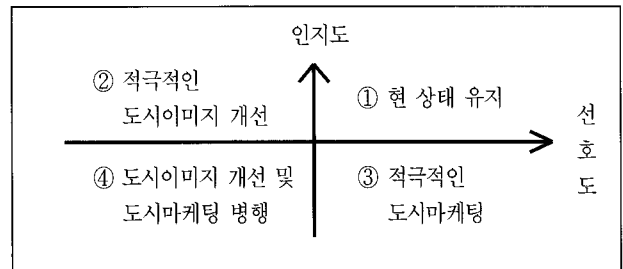 인지도
② 적극적인
도시이미지 개선
① 현 상태 유지
선
호
도
④ 도시이미지 개선 및
도시마케팅 병행
③ 적극적인
도시마케팅